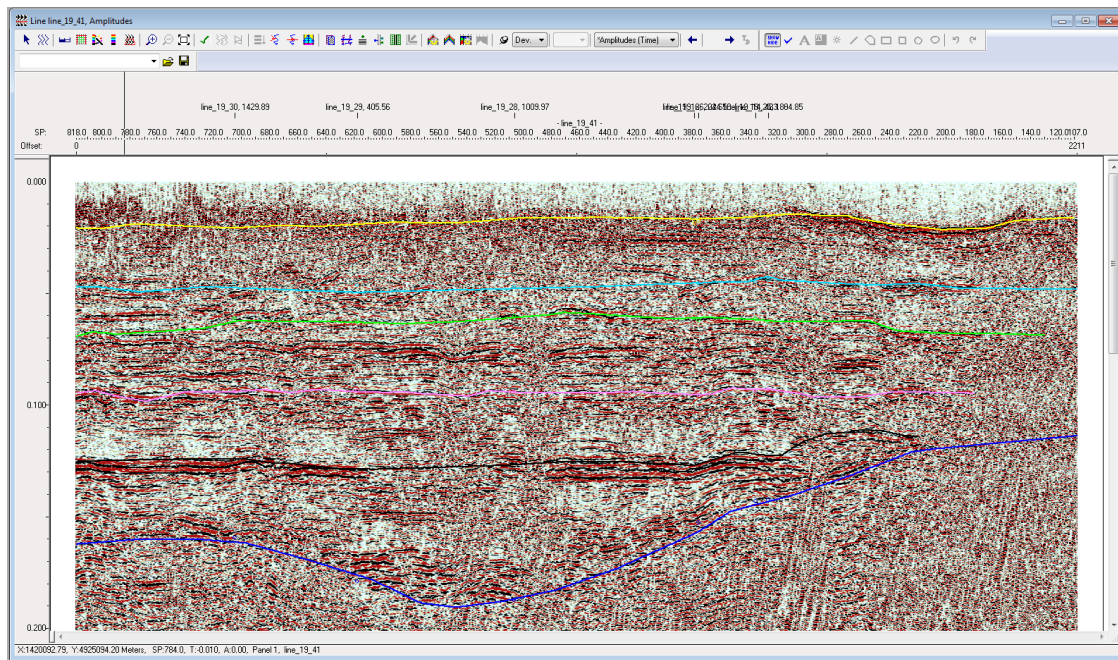 Line line_19_41, Amplitudes
Dev.
*Amplitudes (Time)
SHOW HIDE
line_19_30, 1429.89
line_19_29, 405.56
line_19_28, 1009.97
- line_19_41 -
SP:
818.0 800.0 780.0 760.0 740.0 720.0 700.0 680.0 660.0 640.0 620.0 600.0 580.0 560.0 540.0 520.0 500.0 480.0 460.0 440.0 420.0 400.0 380.0 360.0 340.0 320.0 300.0 280.0 260.0 240.0 220.0 200.0 180.0 160.0 140.0 120.0 107.0
Offset:
0
2211
0.000
0.100
0.200
X:1420092.79, Y:4925094.20 Meters, SP:784.0, T:-0.010, A:0.00, Panel 1, line_19_41